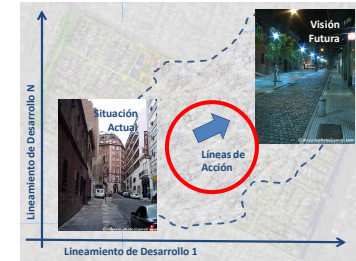 Visión
Futura
Situación
Actual
Líneas de
Acción
Lineamiento de Desarrollo N
Lineamiento de Desarrollo 1